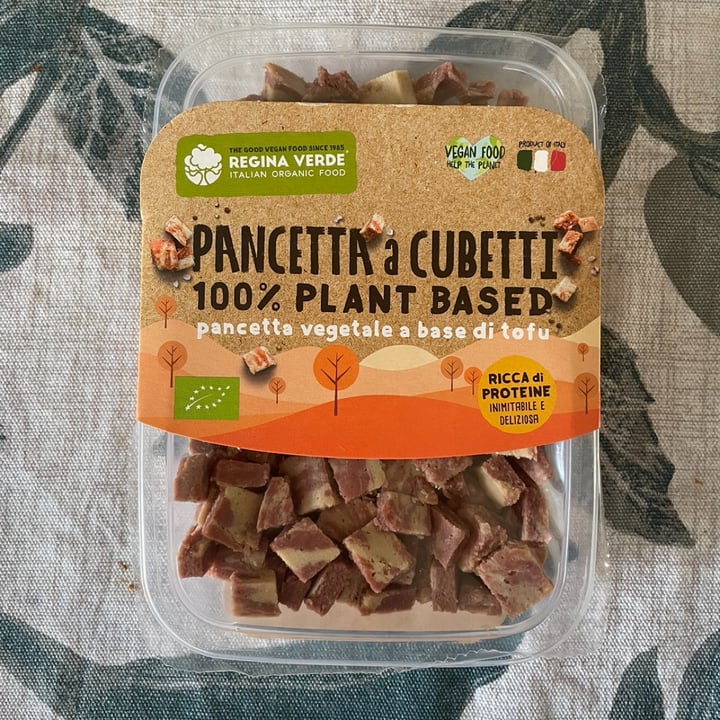 THE GOOD VEGAN FOOD SINCE 1985
REGINA VERDE
ITALIAN ORGANIC FOOD
VEGAN FOOD
HELP THE PLANET
PRODUCT OF ITALY
PANCETTA a CUBETTI
100% PLANT BASED
pancetta vegetale a base di tofu
RICCA di
PROTEINE
INIMITABILE E
DELIZIOSA